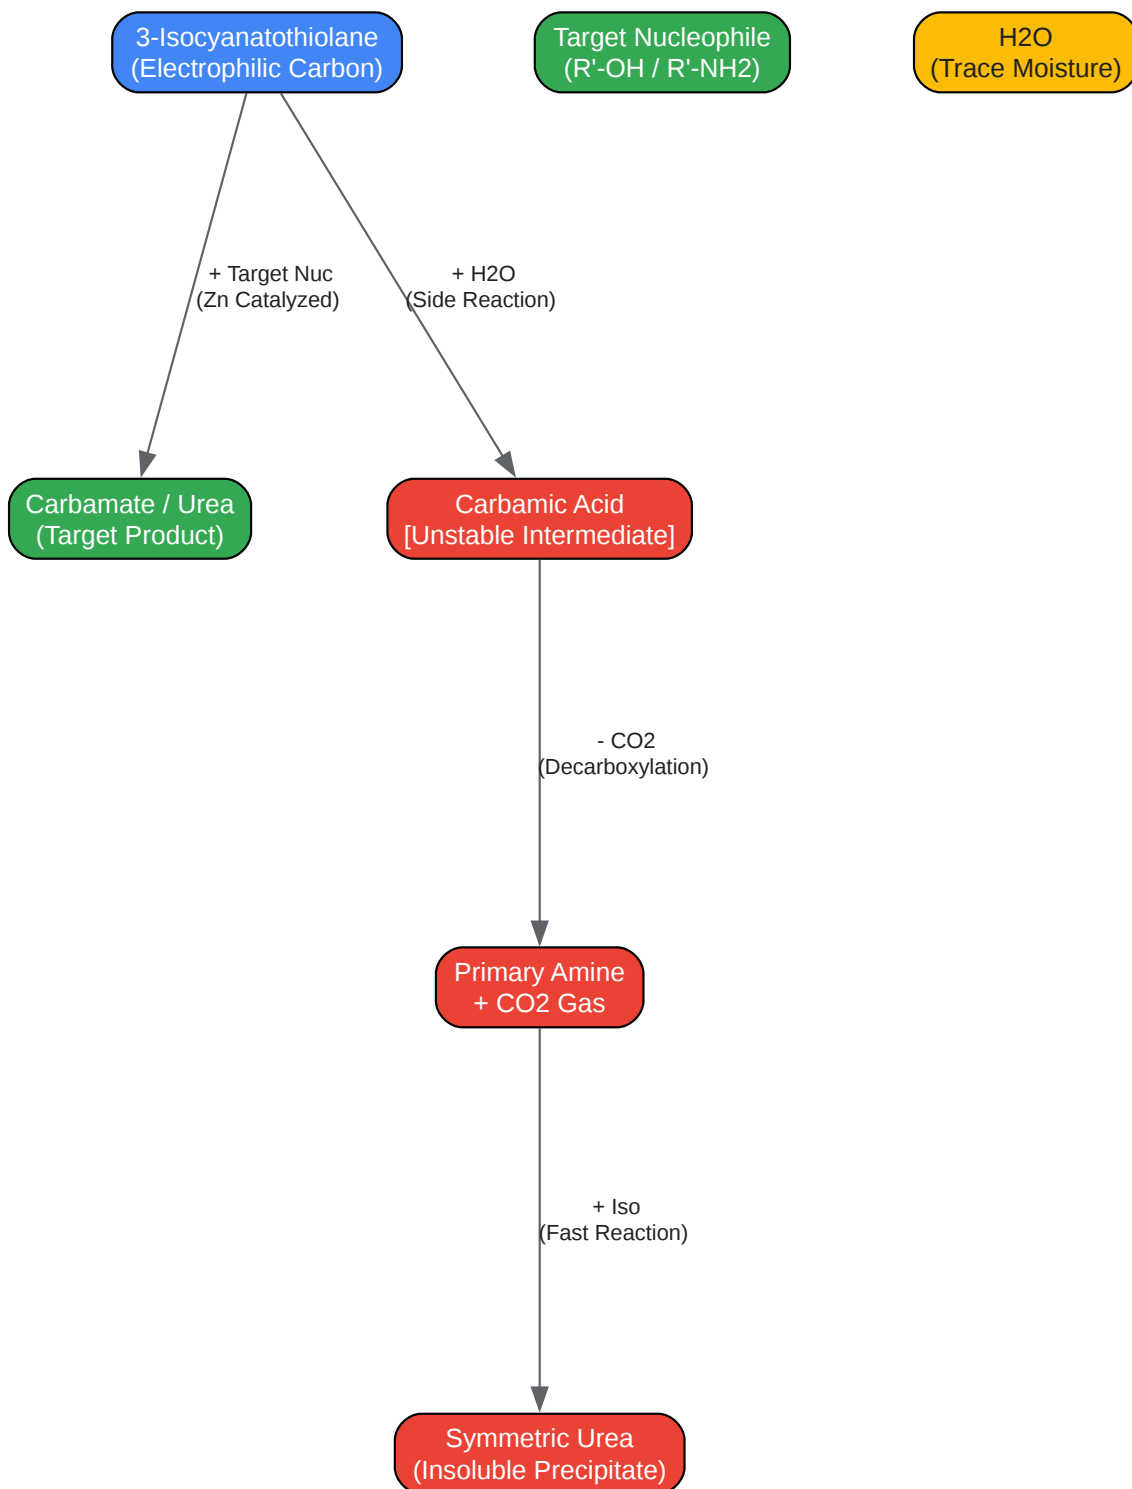 3-Isocyanatothiolane
(Electrophilic Carbon)
Target Nucleophile
(R'-OH / R'-NH2)
H2O
(Trace Moisture)
+ Target Nuc
(Zn Catalyzed)
+ H2O
(Side Reaction)
Carbamate / Urea
(Target Product)
Carbamic Acid
[Unstable Intermediate]
- CO2
(Decarboxylation)
Primary Amine
+ CO2 Gas
+ Iso
(Fast Reaction)
Symmetric Urea
(Insoluble Precipitate)